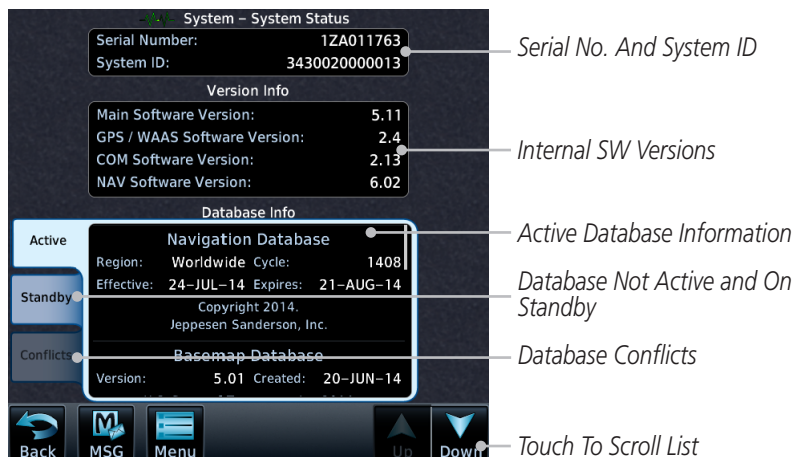 System – System Status
Serial Number: 1ZA011763
System ID: 3430020000013
Serial No. And System ID
Version Info
Main Software Version: 5.11
GPS / WAAS Software Version: 2.4
COM Software Version: 2.13
NAV Software Version: 6.02
Internal SW Versions
Database Info
Active
Navigation Database
Active Database Information
Region: Worldwide Cycle: 1408
Effective: 24-JUL-14 Expires: 21-AUG-14
Standby
Database Not Active and On
Standby
Copyright 2014.
Jeppesen Sanderson, Inc.
Conflicts
Basemap Database
Database Conflicts
Version: 5.01 Created: 20-JUN-14
Back
MSG
Menu
Up
Down
Touch To Scroll List